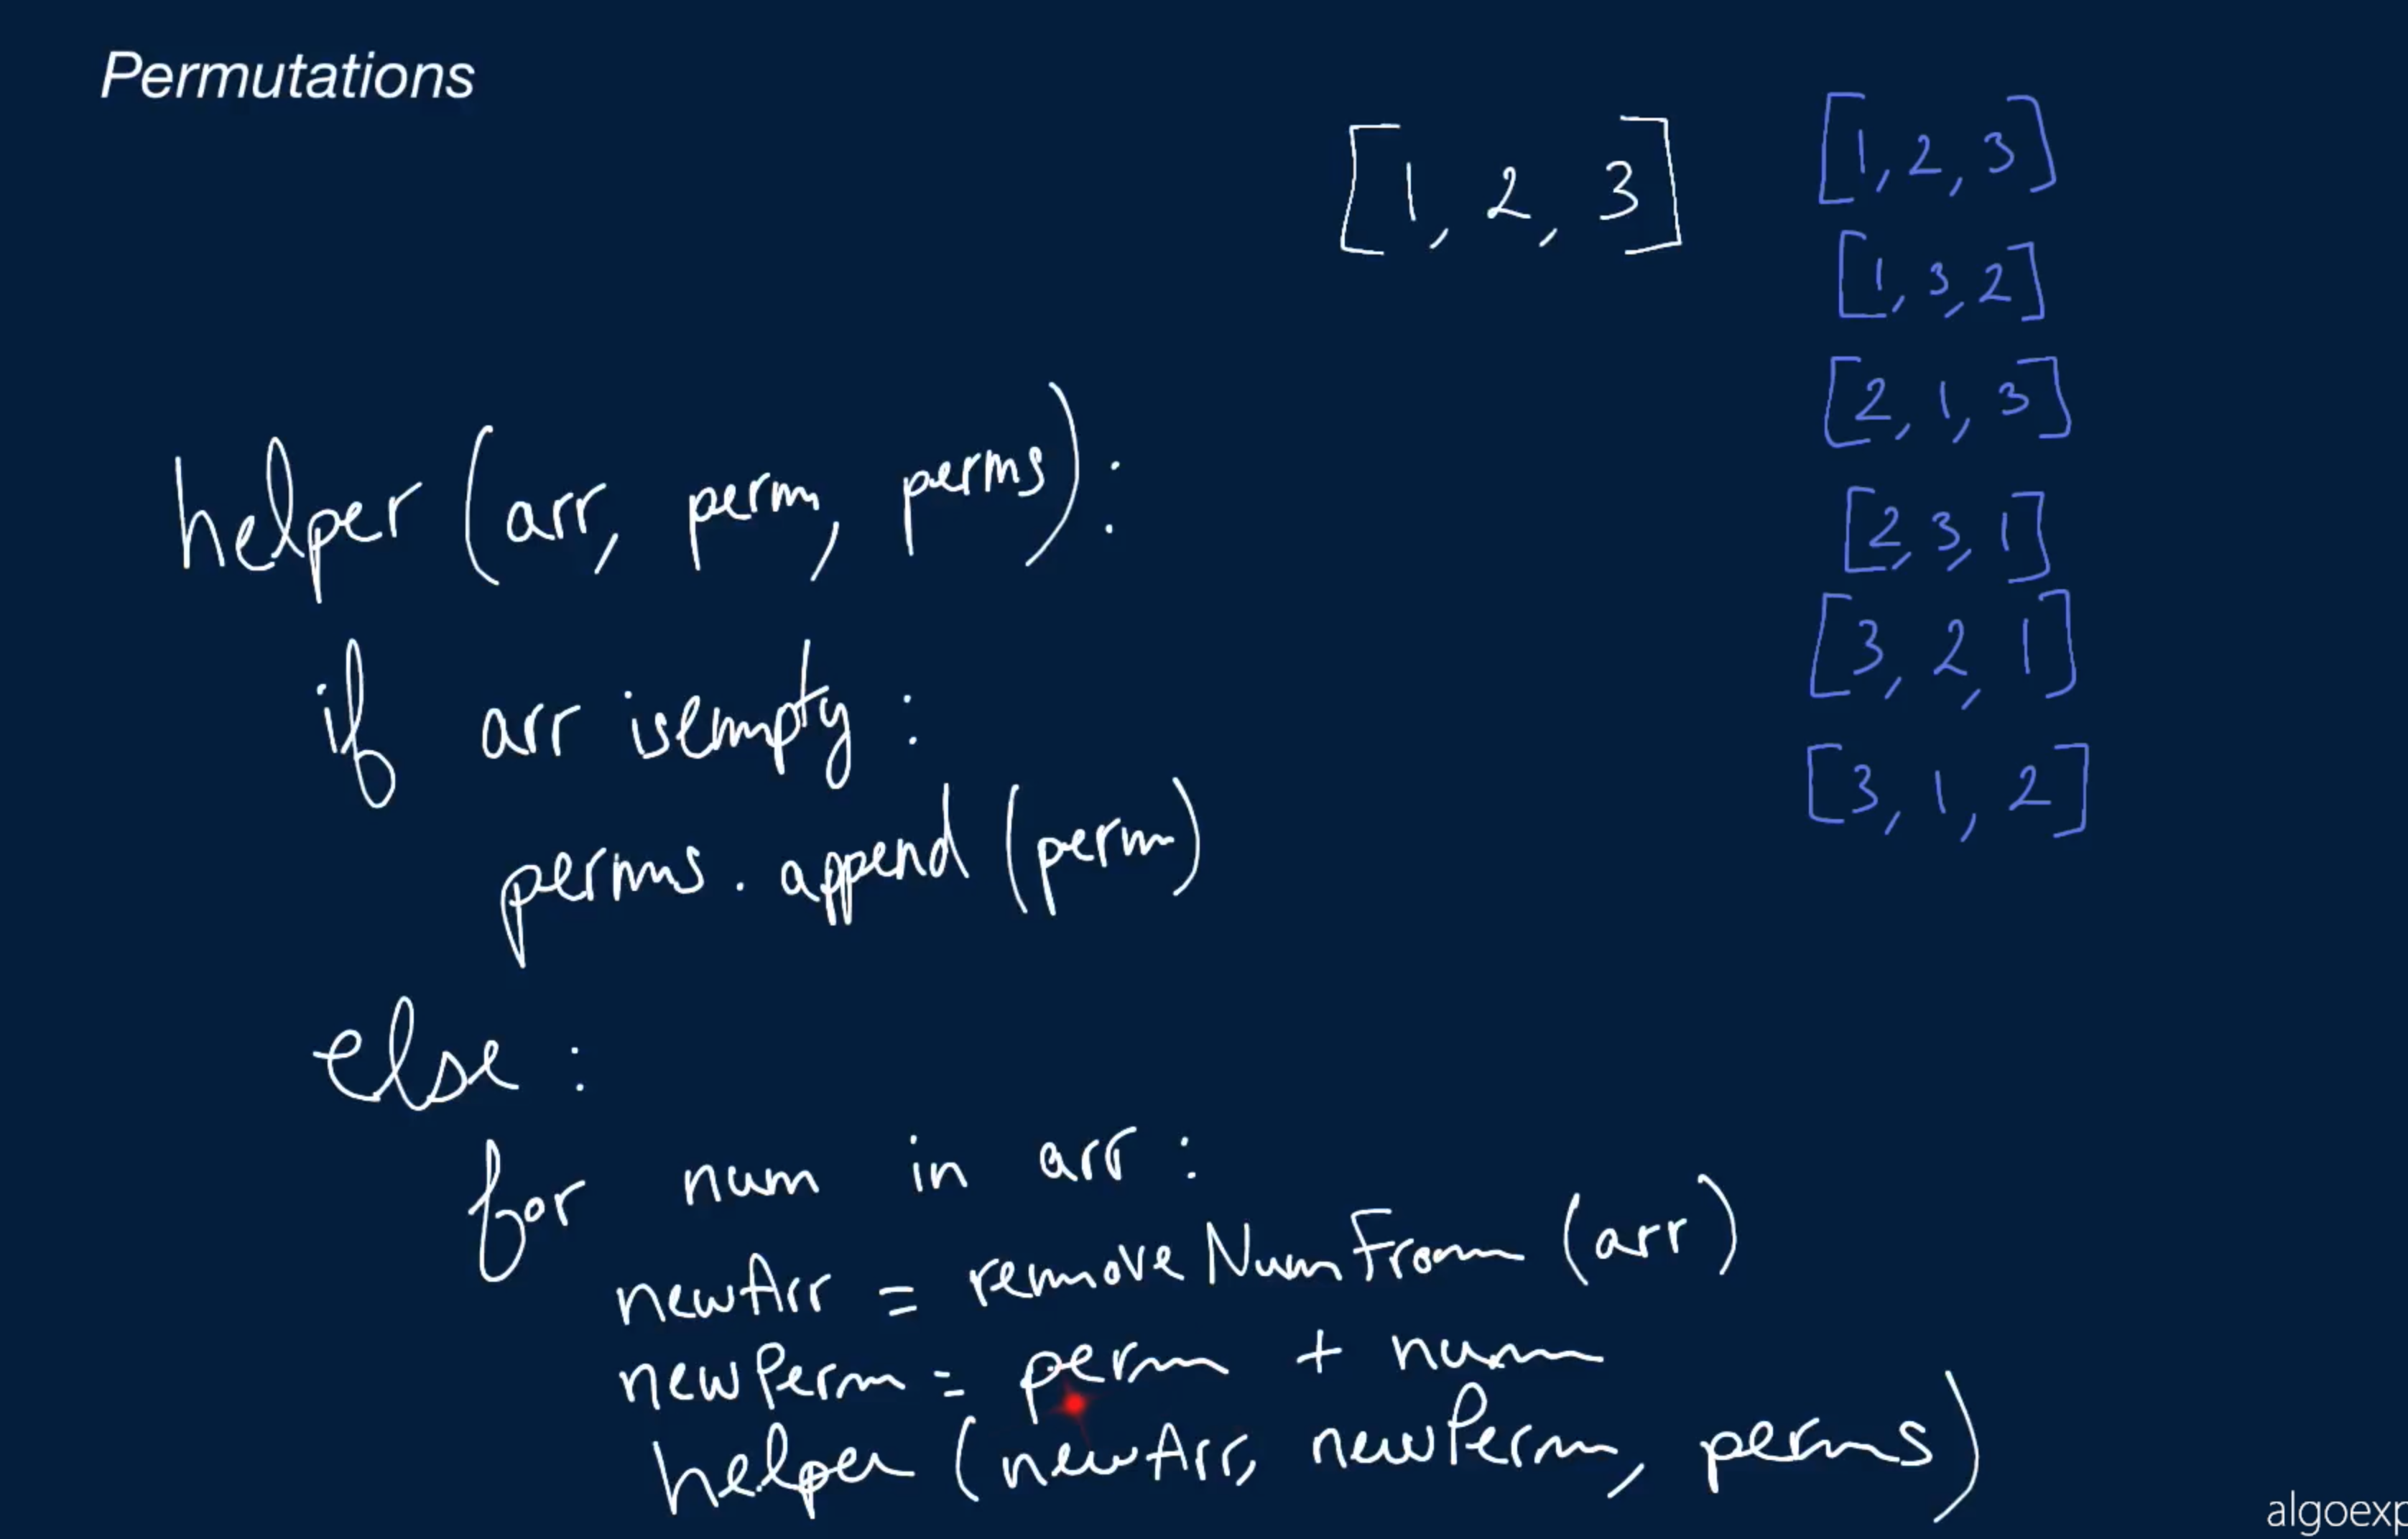 Permutations
[1, 2, 3]
[1, 2, 3]
[1, 3, 2]
[2, 1, 3]
[2, 3, 1]
[3, 2, 1]
[3, 1, 2]
helper (arr, perm, perms):
if arr isempty:
perms.append(perm)
else:
for num in arr:
newArr = removeNumFrom(arr)
newPerm = perm + num
helper (newArr, newPerm, perms)
algoexp